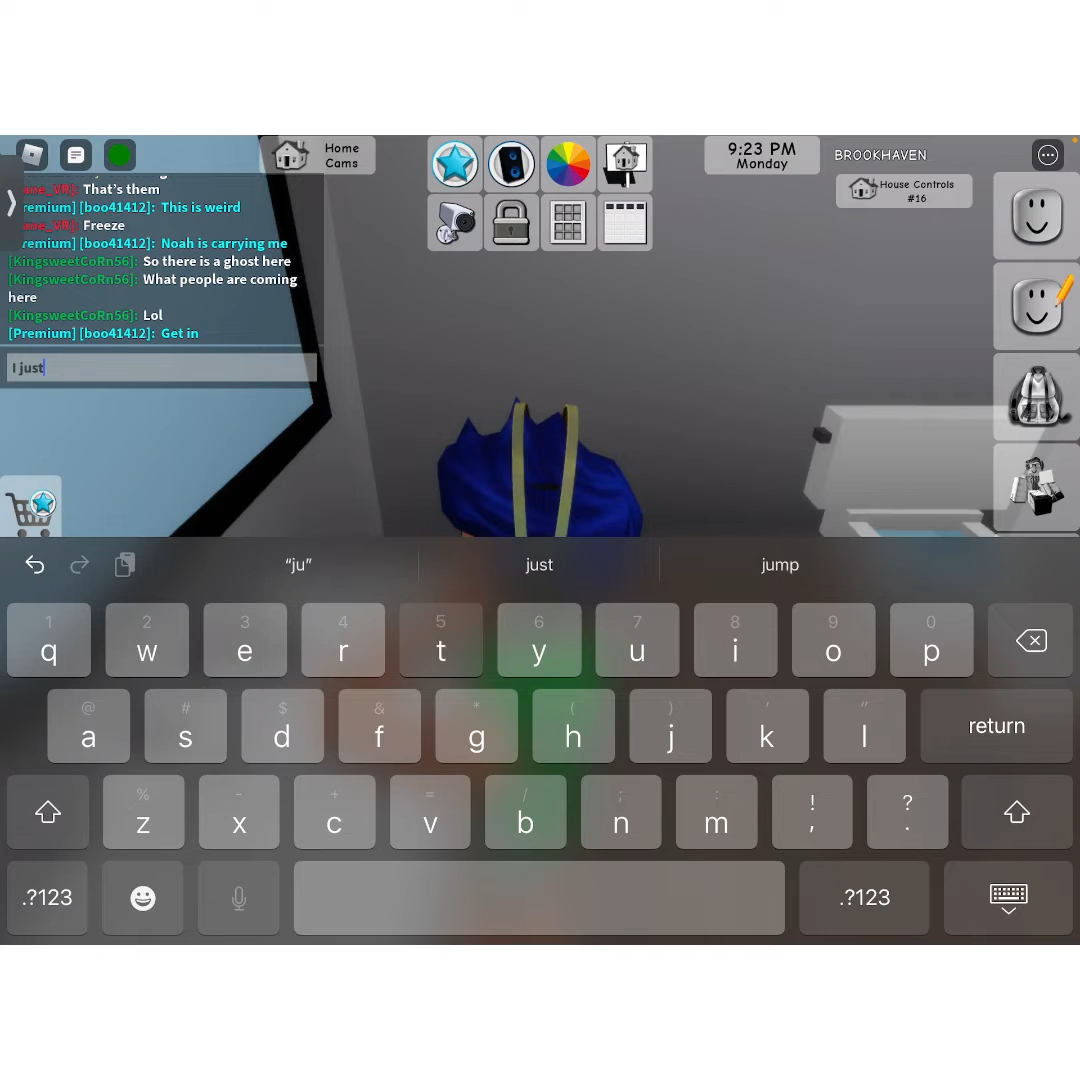 Home
Cams
9:23 PM
Monday
BROOKHAVEN
House Controls
#16
That's them
[boo41412]: This is weird
Freeze
[boo41412]: Noah is carrying me
[KingsweetCoRn56]: So there is a ghost here
[KingsweetCoRn56]: What people are coming
here
[KingsweetCoRn56]: Lol
[Premium] [boo41412]: Get in
I just
“ju” just jump
1 2 3 4 5 6 7 8 9 0
q w e r t y u i o p
@ # $ & * ( ) ' "
a s d f g h j k l return
% - + = / ; : ! ?
z x c v b n m , .
.?123 .?123